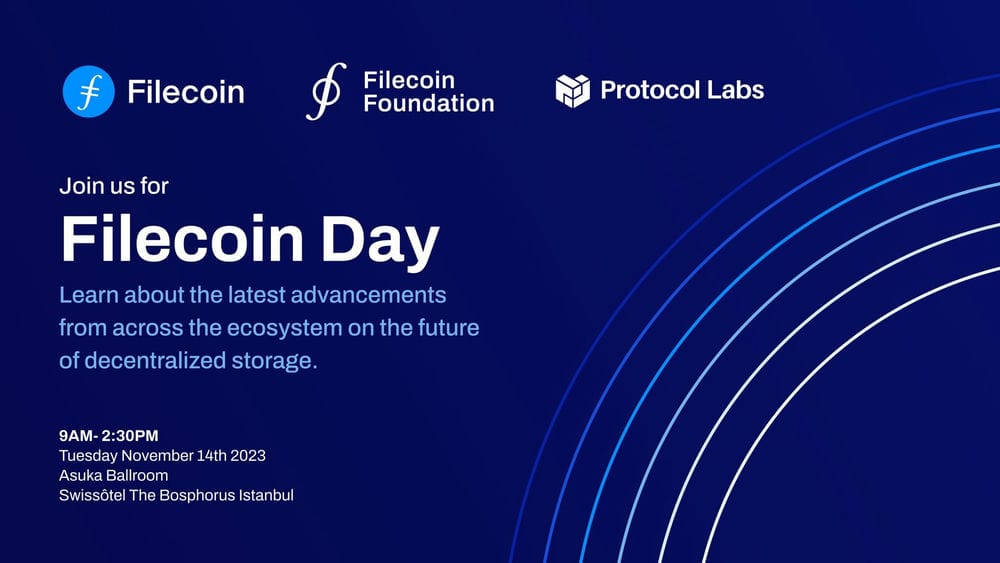 Filecoin
Filecoin
Foundation
Protocol Labs
Join us for
Filecoin Day
Learn about the latest advancements
from across the ecosystem on the future
of decentralized storage.
9AM- 2:30PM
Tuesday November 14th 2023
Asuka Ballroom
Swissôtel The Bosphorus Istanbul